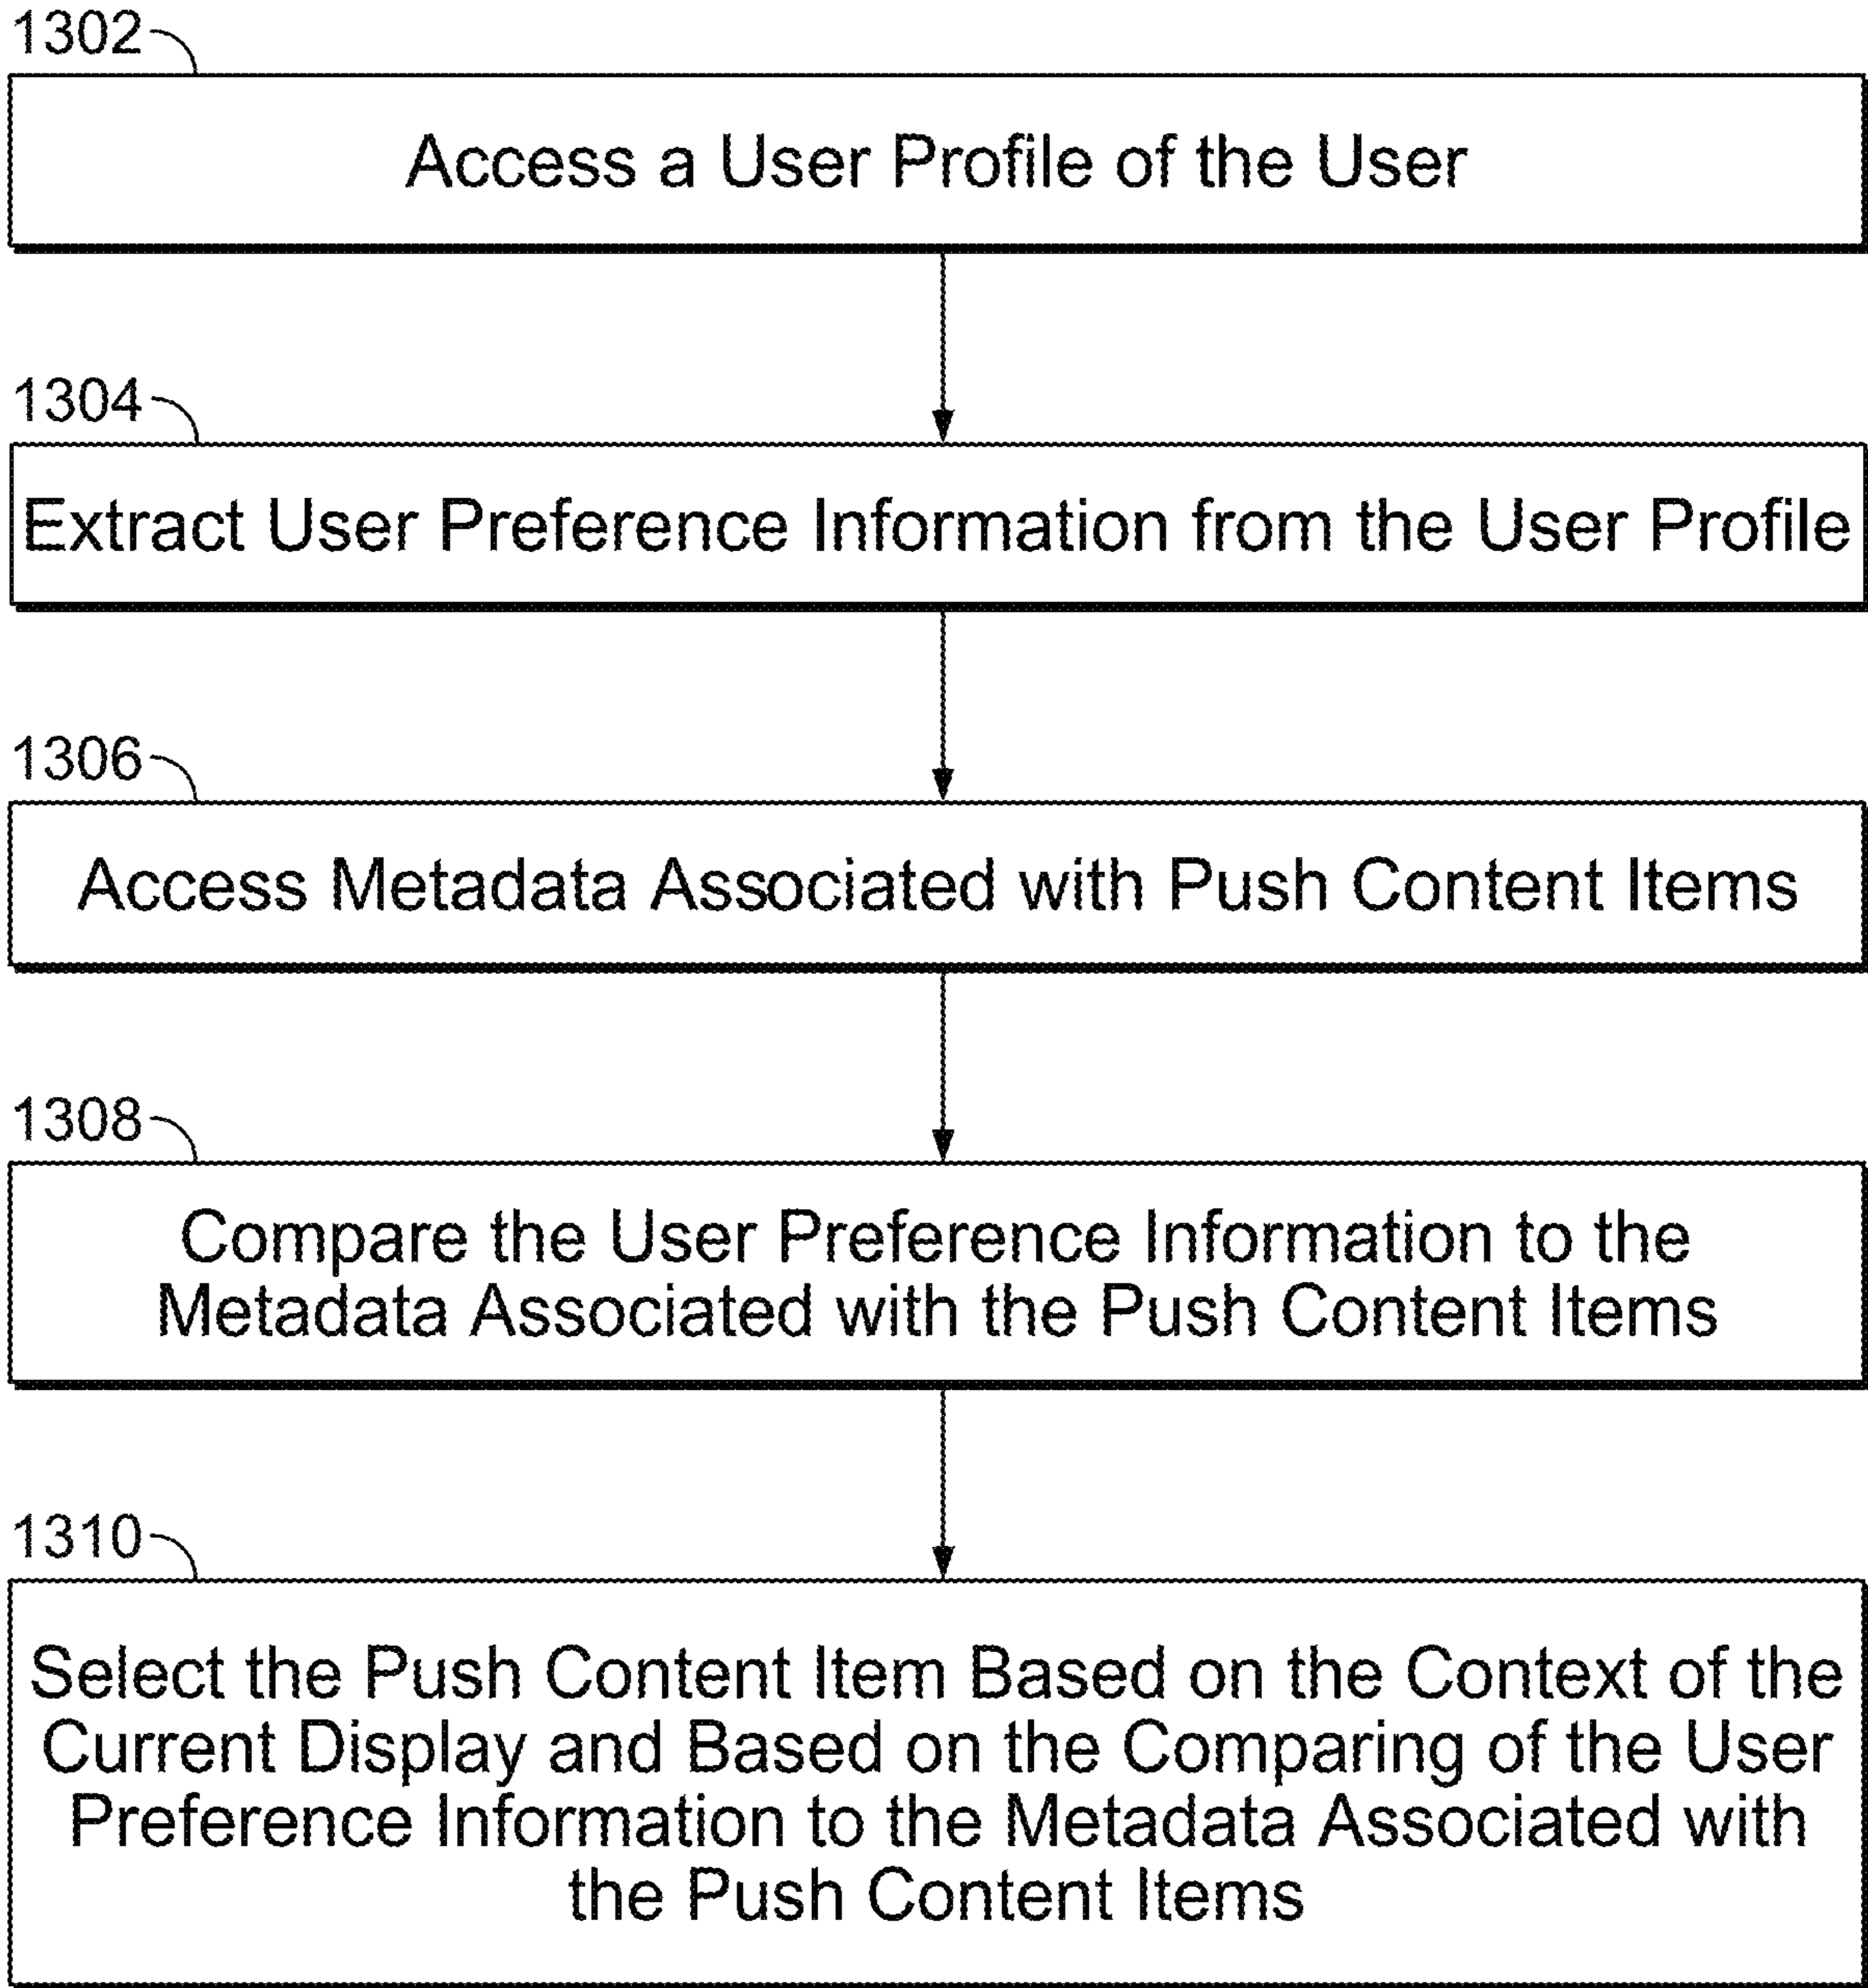 1302
Access a User Profile of the User
1304
Extract User Preference Information from the User Profile
1306
Access Metadata Associated with Push Content Items
1308
Compare the User Preference Information to the
Metadata Associated with the Push Content Items
1310
Select the Push Content Item Based on the Context of the
Current Display and Based on the Comparing of the User
Preference Information to the Metadata Associated with
the Push Content Items